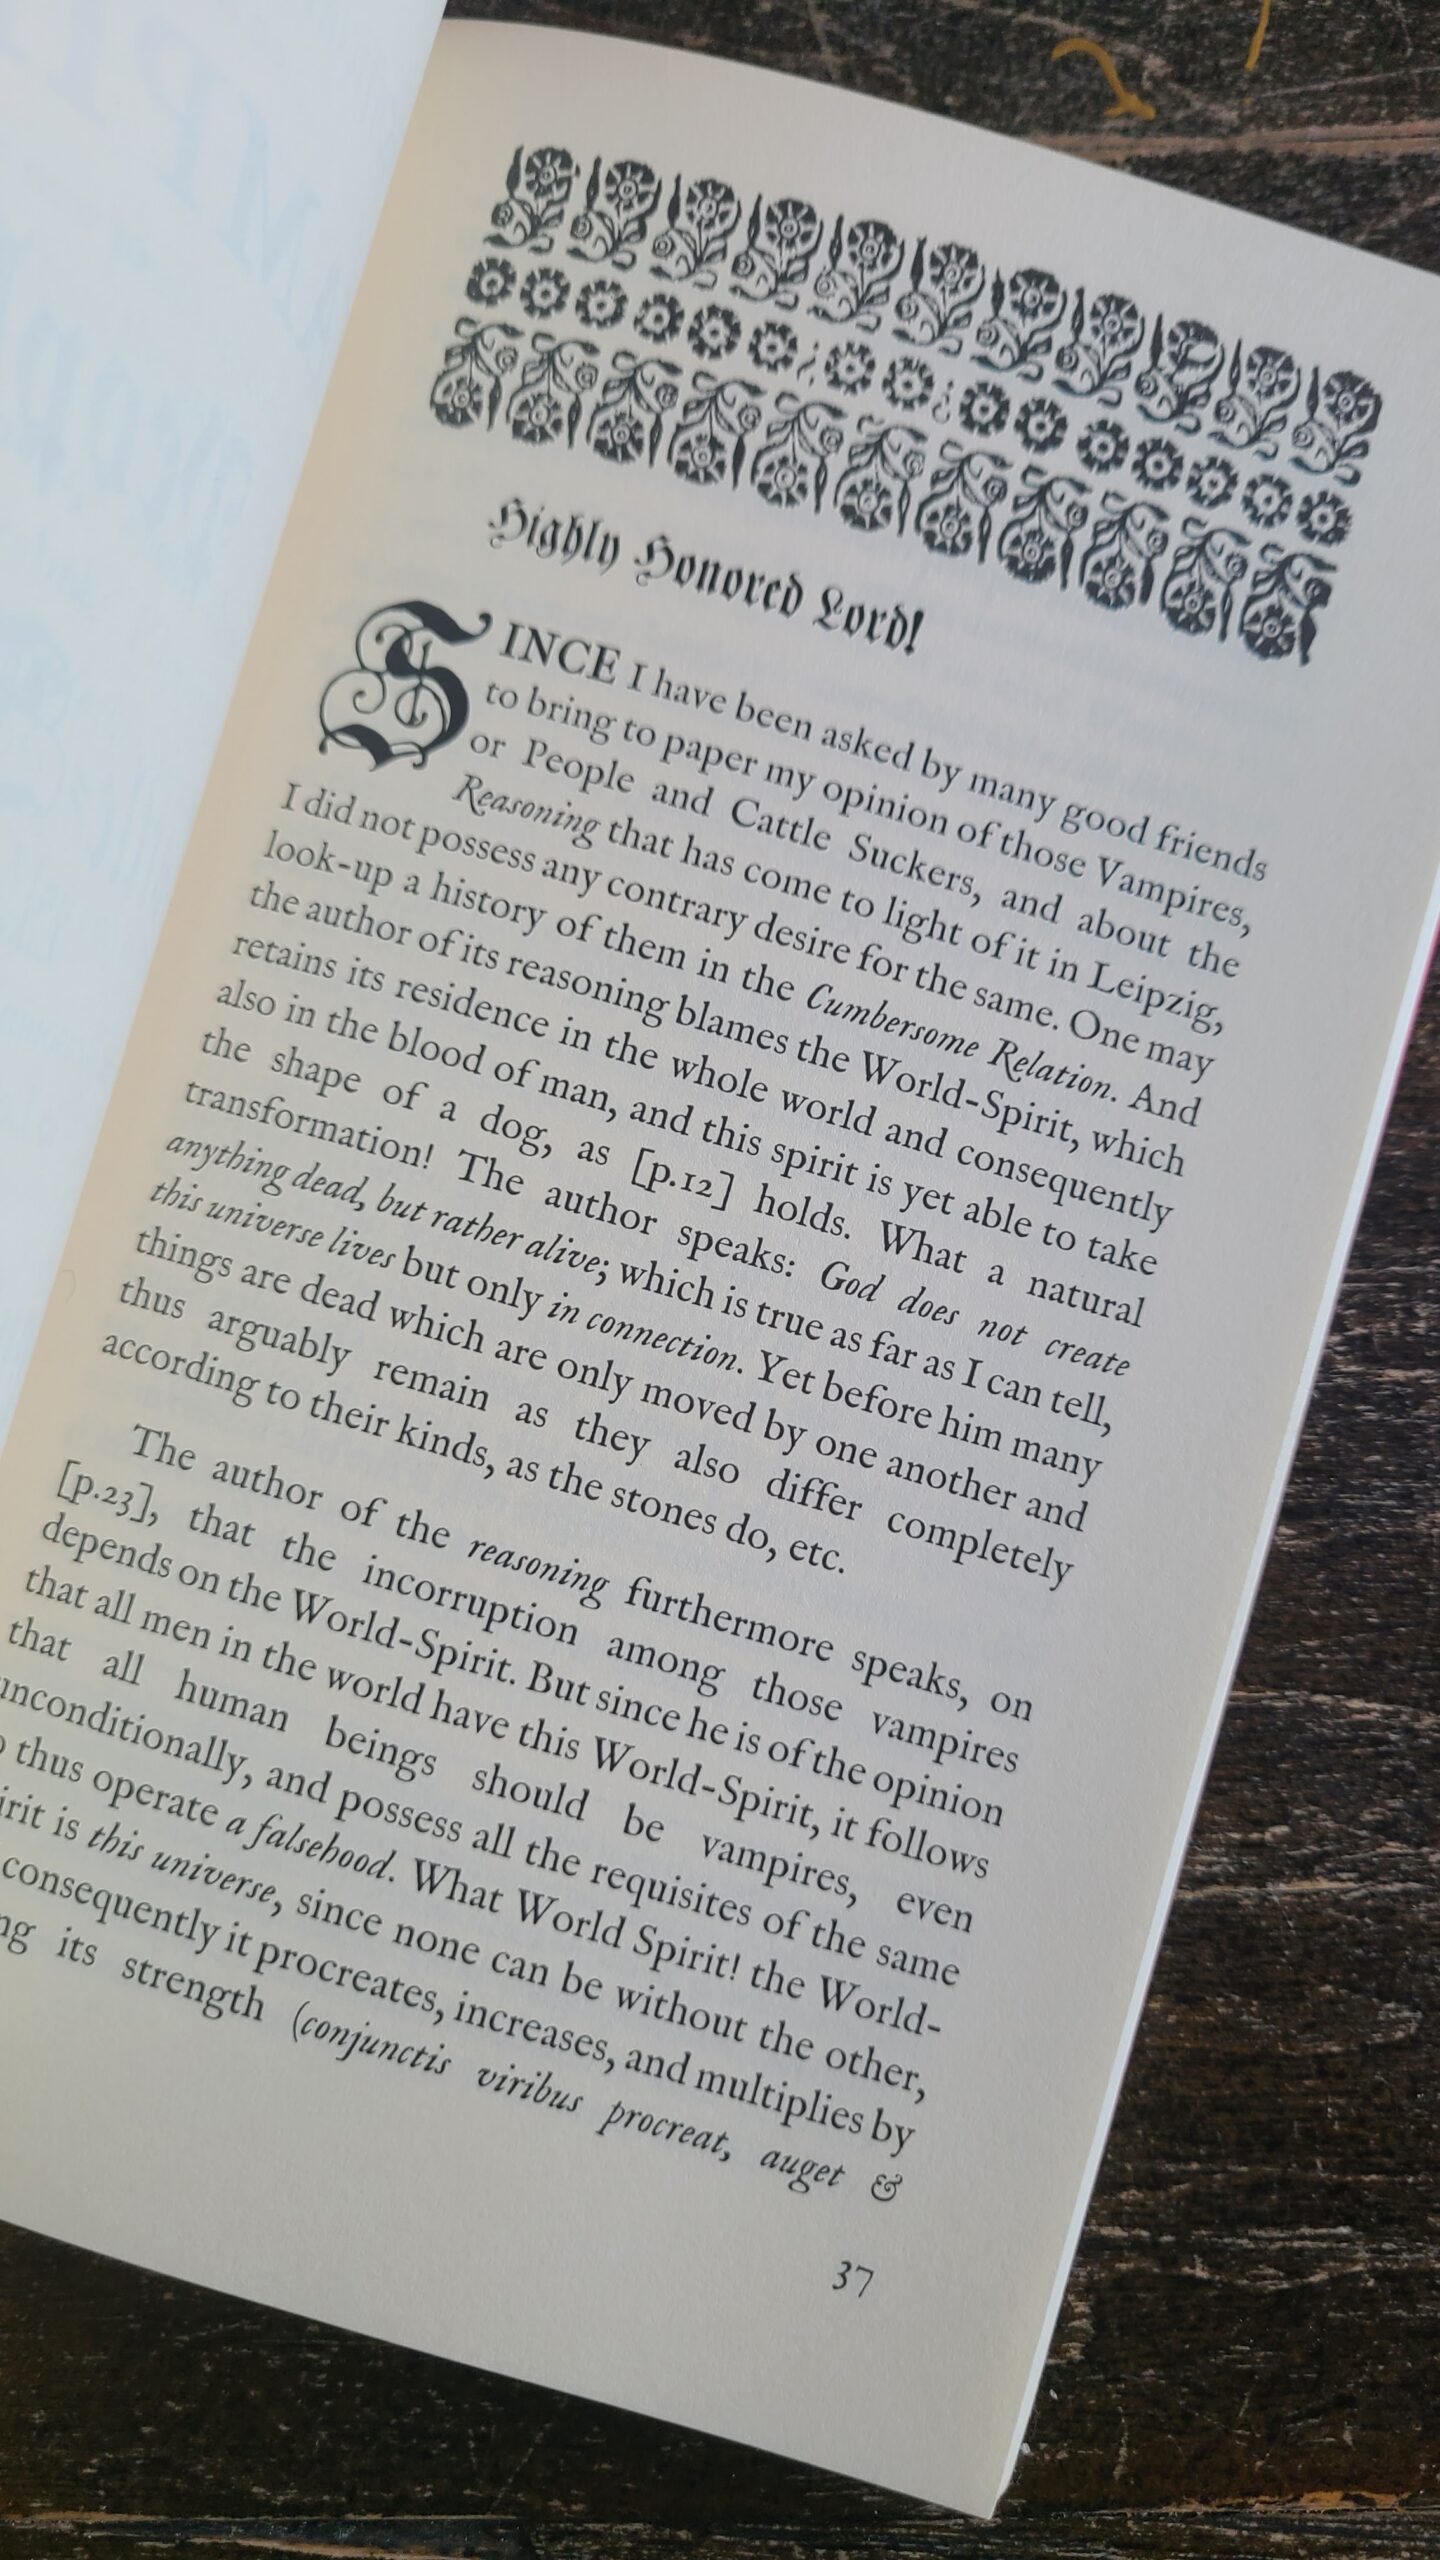 Highly Honored Lord!
SINCE I have been asked by many good friends
to bring to paper my opinion of those Vampires,
or People and Cattle Suckers, and about the
Reasoning that has come to light of it in Leipzig,
I did not possess any contrary desire for the same. One may
look-up a history of them in the Cumbersome Relation. And
the author of its reasoning blames the World-Spirit, which
retains its residence in the whole world and consequently
also in the blood of man, and this spirit is yet able to take
the shape of a dog, as [p.12] holds. What a natural
transformation! The author speaks: God does not create
anything dead, but rather alive; which is true as far as I can tell,
this universe lives but only in connection. Yet before him many
things are dead which are only moved by one another and
thus arguably remain as they also differ completely
according to their kinds, as the stones do, etc.
The author of the reasoning furthermore speaks, on
[p.23], that the incorruption among those vampires
depends on the World-Spirit. But since he is of the opinion
that all men in the world have this World-Spirit, it follows
that all human beings should be vampires, even
unconditionally, and possess all the requisites of the same
thus operate a falsehood. What World Spirit! the World-
is this universe, since none can be without the other,
consequently it procreates, increases, and multiplies by
its strength (conjunctis viribus procreat, auget &
37